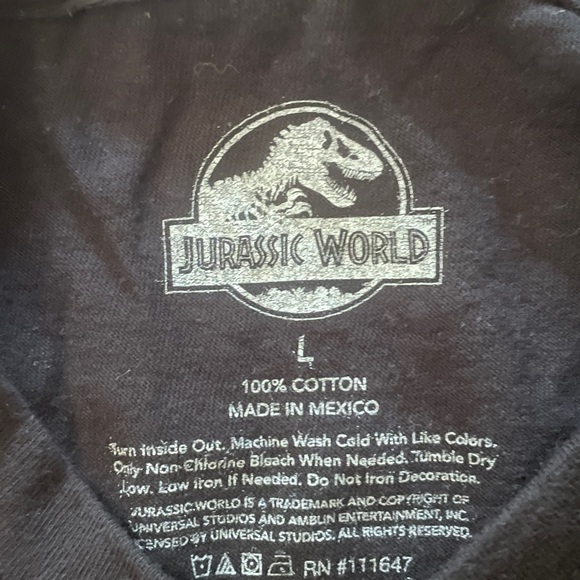 JURASSIC WORLD
L
100% COTTON
MADE IN MEXICO
Turn Inside Out. Machine Wash Cold With Like Colors.
Only Non-Chlorine Bleach When Needed. Tumble Dry
Low. Low Iron If Needed. Do Not Iron Decoration.
JURASSIC WORLD IS A TRADEMARK AND COPYRIGHT OF
UNIVERSAL STUDIOS AND AMBLIN ENTERTAINMENT, INC.
LICENSED BY UNIVERSAL STUDIOS. ALL RIGHTS RESERVED.
RN #111647